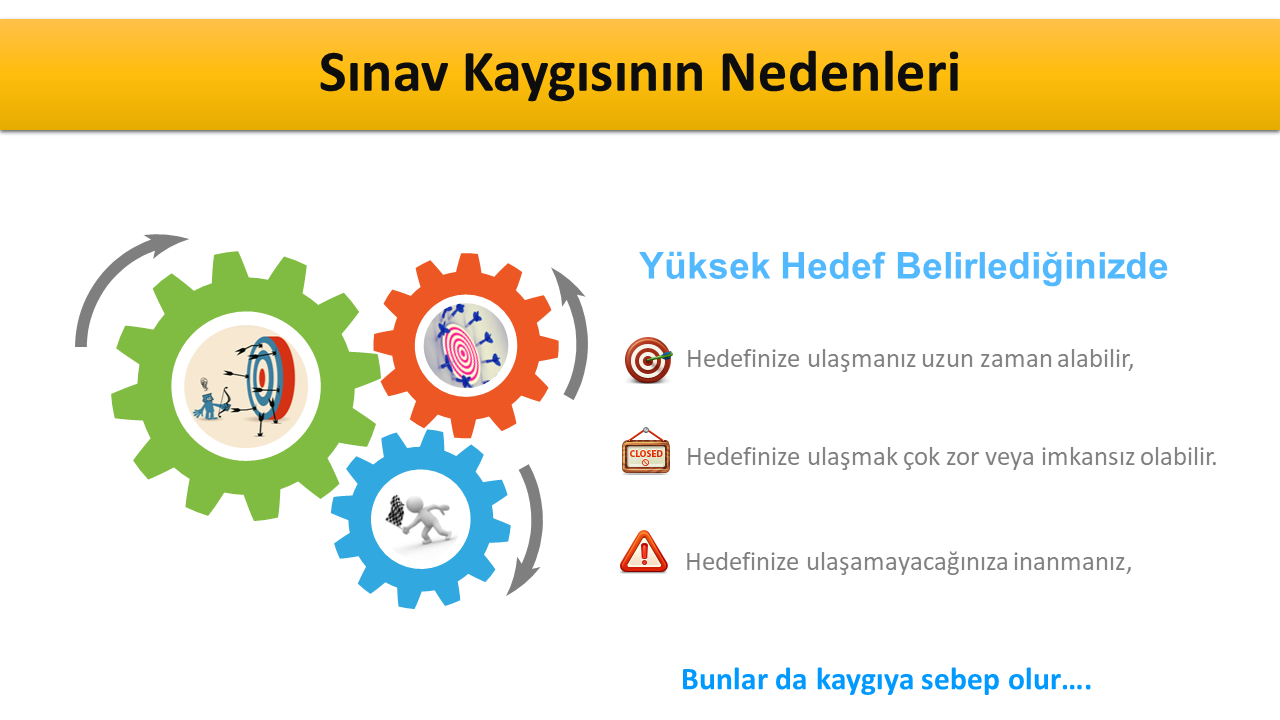 Sınav Kaygısının Nedenleri
Yüksek Hedef Belirlediğinizde
Hedefinize ulaşmanız uzun zaman alabilir,
CLOSED
Hedefinize ulaşmak çok zor veya imkansız olabilir.
Hedefinize ulaşamayacağınıza inanmanız,
Bunlar da kaygıya sebep olur….